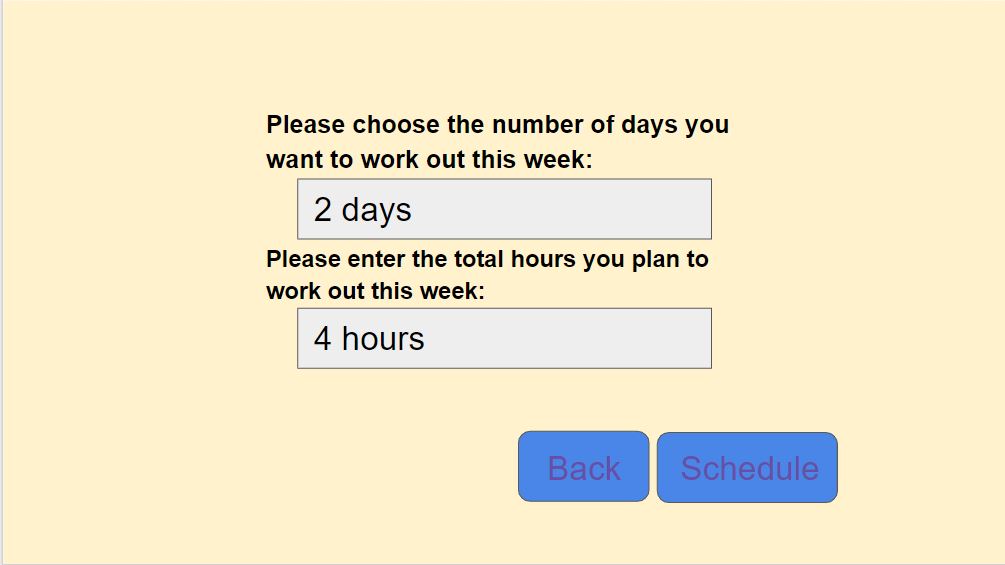 Please choose the number of days you
want to work out this week:
2 days
Please enter the total hours you plan to
work out this week:
4 hours
Back
Schedule